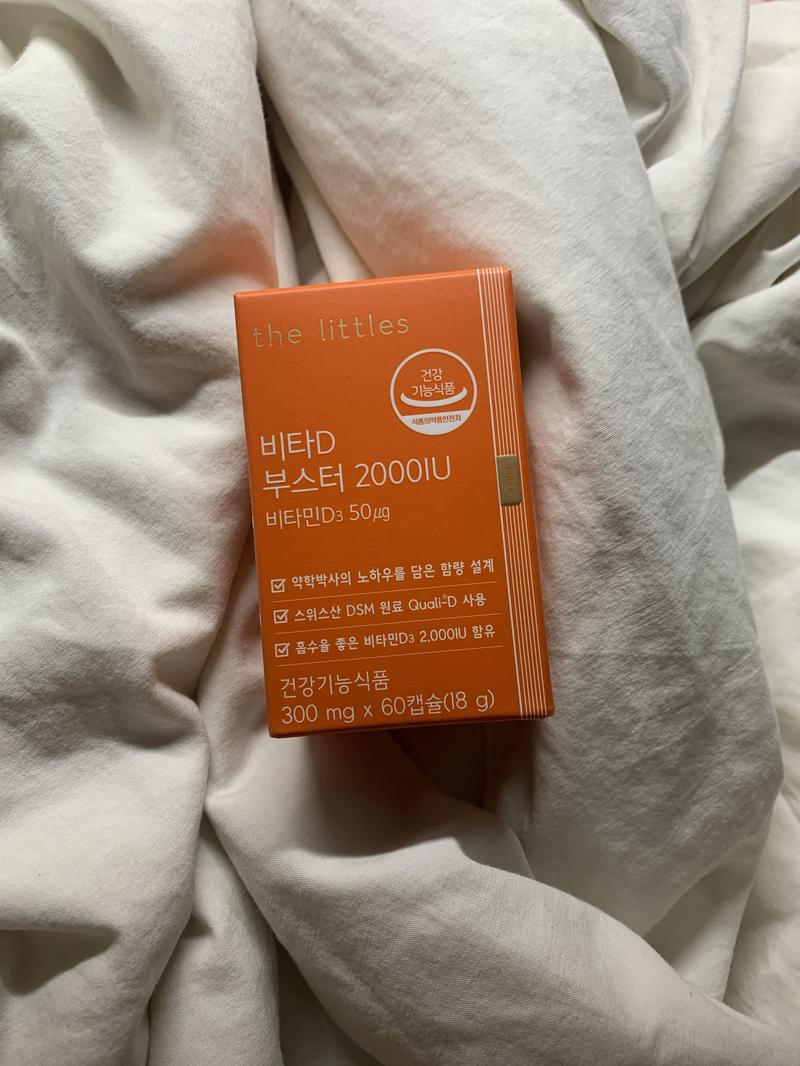 the littles
건강
기능식품
식품의약품안전처
비타D
부스터 2000IU
비타민D3 50㎍
약학박사의 노하우를 담은 함량 설계
스위스산 DSM 원료 Quali®-D 사용
흡수율 좋은 비타민D3 2,000IU 함유
건강기능식품
300 mg x 60캡슐(18 g)